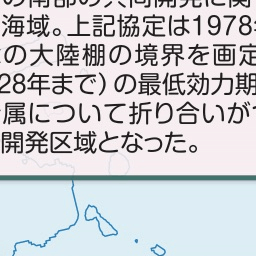 の南部の共同開発に関
海域。上記協定は1978年
の大陸棚の境界を画定
28年まで)の最低効力期
属について折り合いが
開発区域となった。